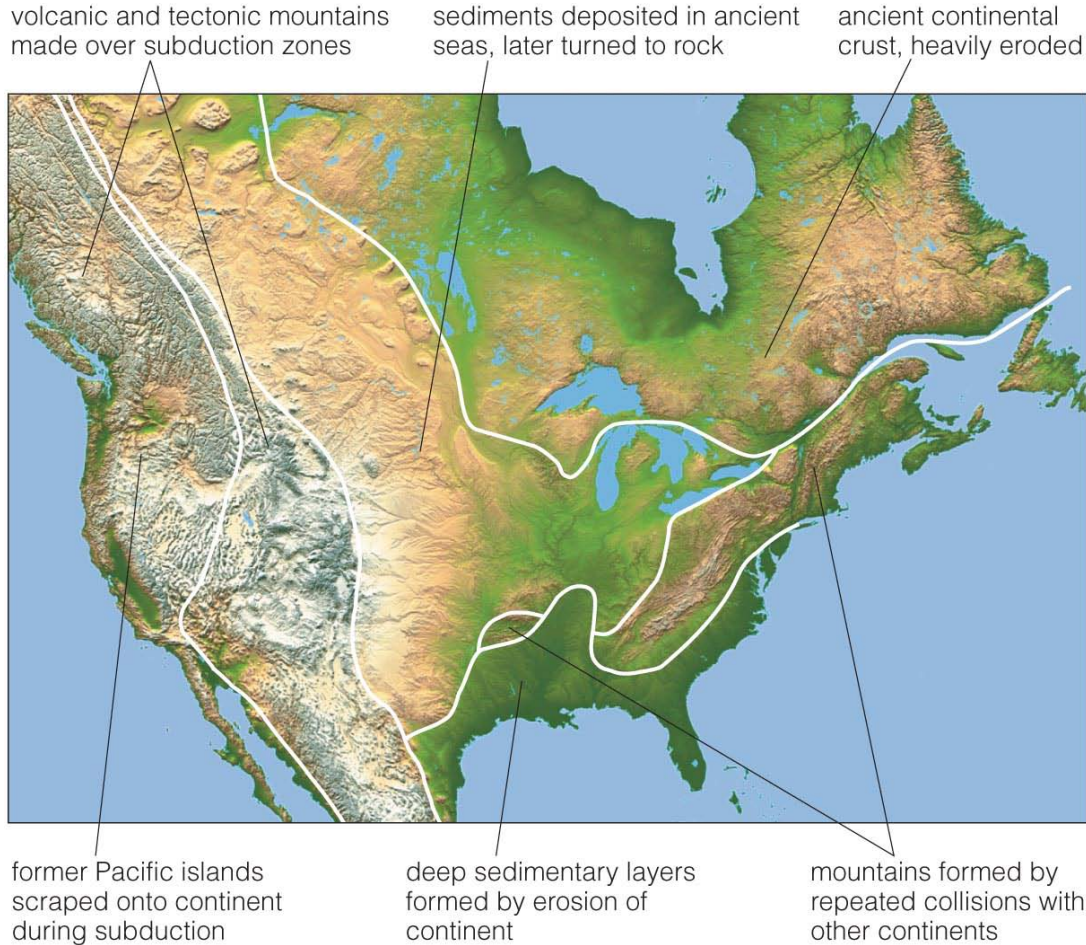 volcanic and tectonic mountains
made over subduction zones
sediments deposited in ancient
seas, later turned to rock
ancient continental
crust, heavily eroded
former Pacific islands
scraped onto continent
during subduction
deep sedimentary layers
formed by erosion of
continent
mountains formed by
repeated collisions with
other continents